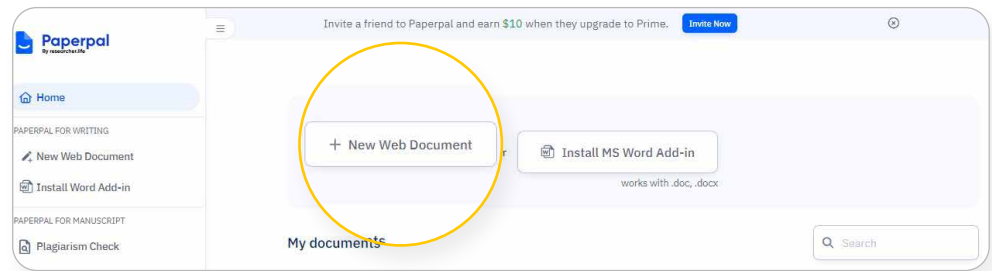 Invite a friend to Paperpal and earn $10 when they upgrade to Prime. Invite Now
Paperpal
By researcher.life
Home
PAPERPAL FOR WRITING
New Web Document
Install Word Add-in
PAPERPAL FOR MANUSCRIPT
Plagiarism Check
+ New Web Document
r
Install MS Word Add-in
works with .doc, .docx
My documents
Search